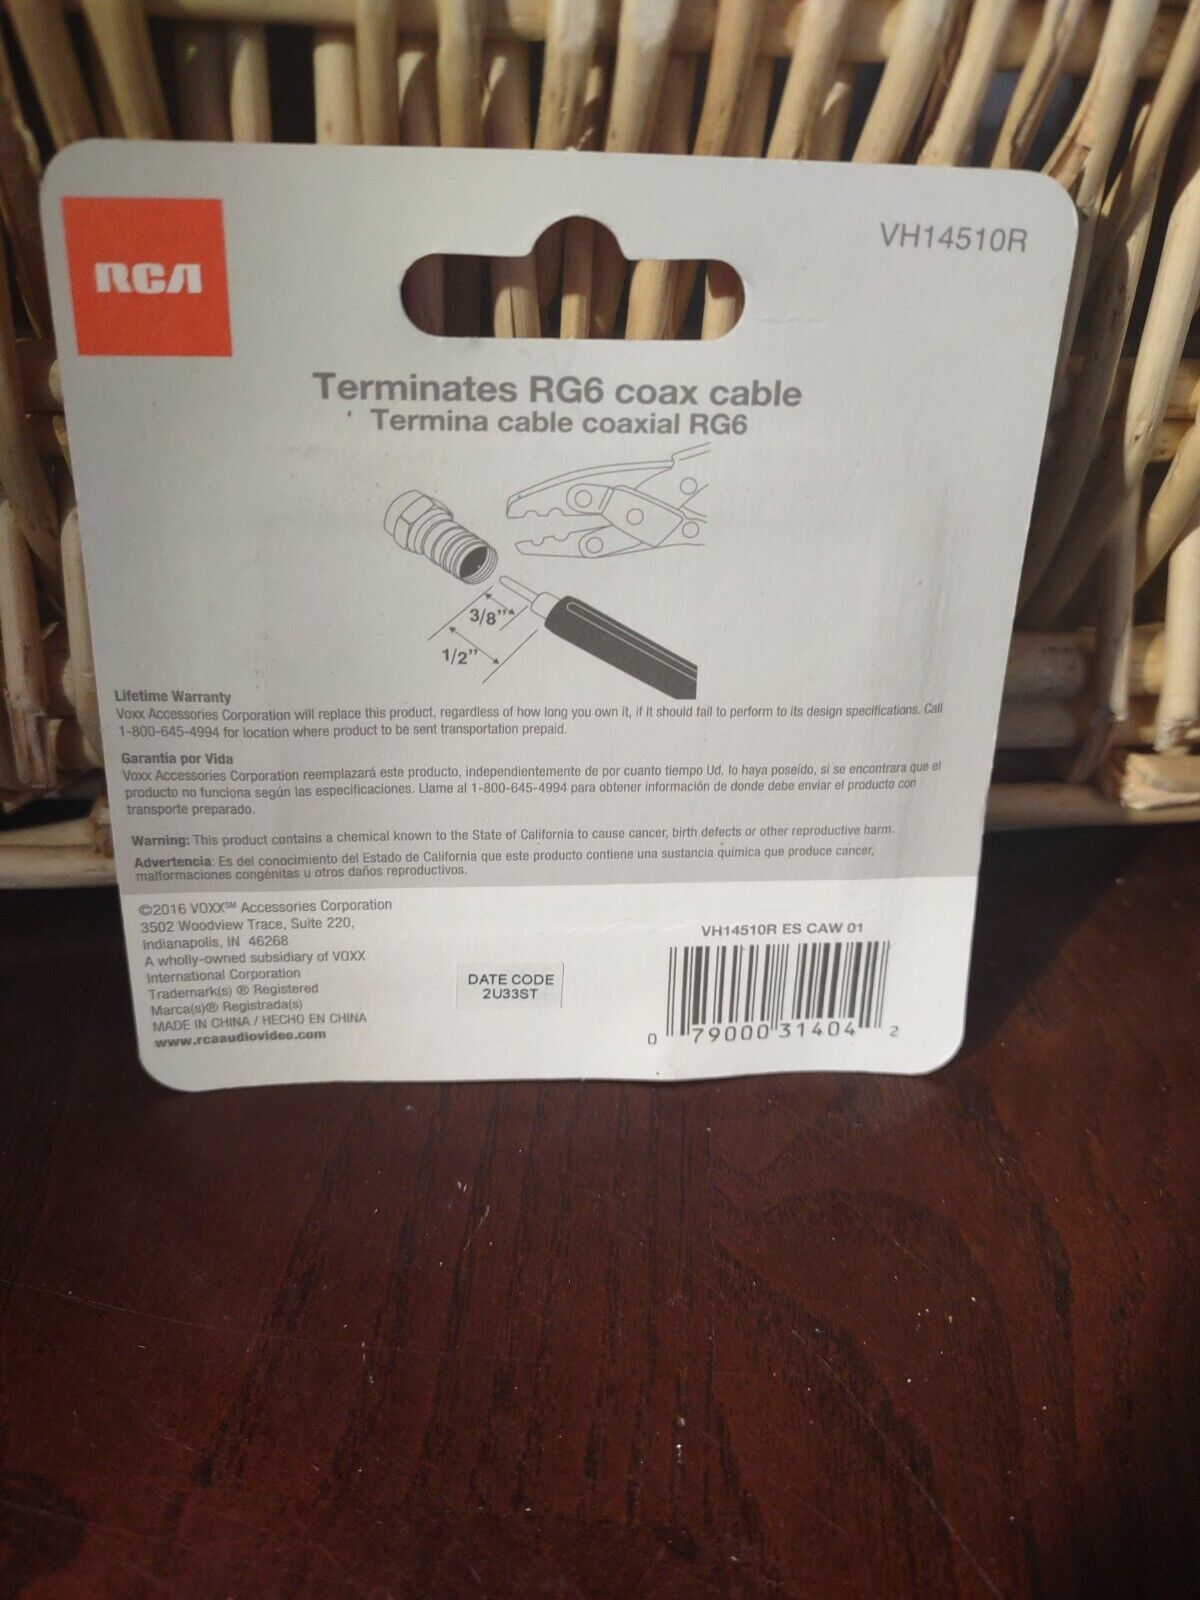 RCA
VH14510R
Terminates RG6 coax cable
Termina cable coaxial RG6
3/8"
1/2"
Lifetime Warranty
Voxx Accessories Corporation will replace this product, regardless of how long you own it, if it should fail to perform to its design specifications. Call
1-800-645-4994 for location where product to be sent transportation prepaid.
Garantía por Vida
Voxx Accessories Corporation reemplazará este producto, independientemente de por cuanto tiempo Ud. lo haya poseído, si se encontrara que el
producto no funciona según las especificaciones. Llame al 1-800-645-4994 para obtener información de donde debe enviar el producto con
transporte preparado.
Warning: This product contains a chemical known to the State of California to cause cancer, birth defects or other reproductive harm.
Advertencia: Es del conocimiento del Estado de California que este producto contiene una sustancia química que produce cancer,
malformaciones congénitas u otros daños reproductivos.
©2016 VOXX℠ Accessories Corporation
3502 Woodview Trace, Suite 220,
Indianapolis, IN 46268
A wholly-owned subsidiary of VOXX
International Corporation
Trademark(s) ® Registered
Marca(s)® Registrada(s)
MADE IN CHINA / HECHO EN CHINA
www.rcaaudiovideo.com
DATE CODE
2U33ST
VH14510R ES CAW 01
0 79000 31404 2